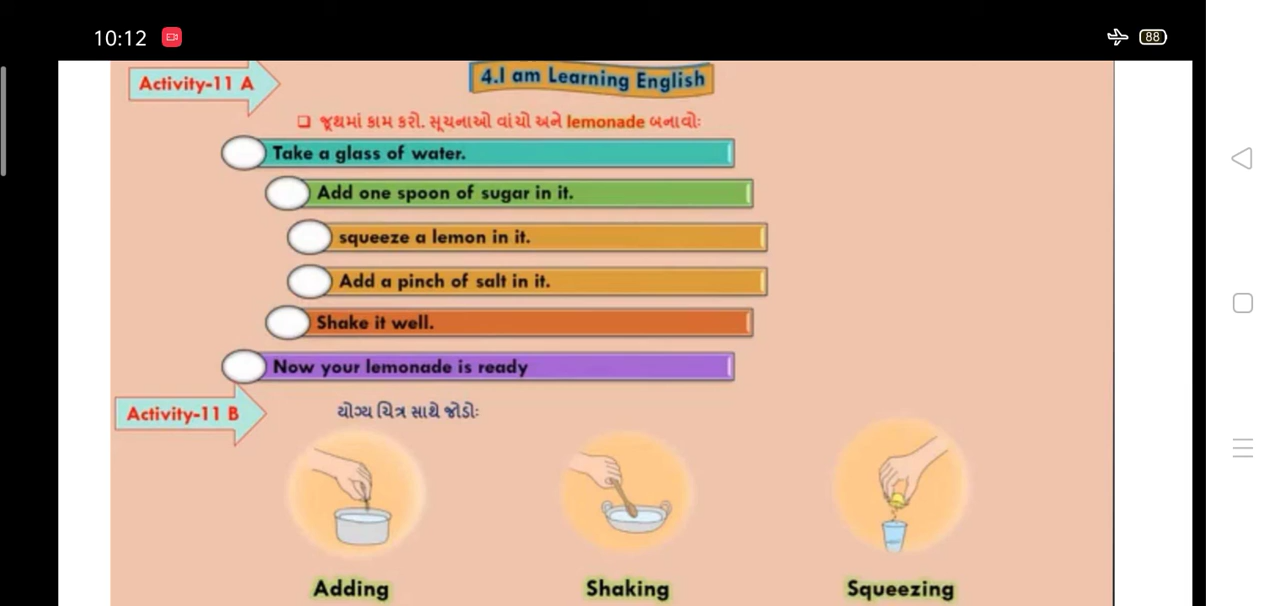 10:12
88
Activity-11 A
4.I am Learning English
જૂથમાં કામ કરો. સૂચનાઓ વાંચો અને lemonade બનાવો:
Take a glass of water.
Add one spoon of sugar in it.
squeeze a lemon in it.
Add a pinch of salt in it.
Shake it well.
Now your lemonade is ready
Activity-11 B
યોગ્ય ચિત્ર સાથે જોડો:
Adding
Shaking
Squeezing